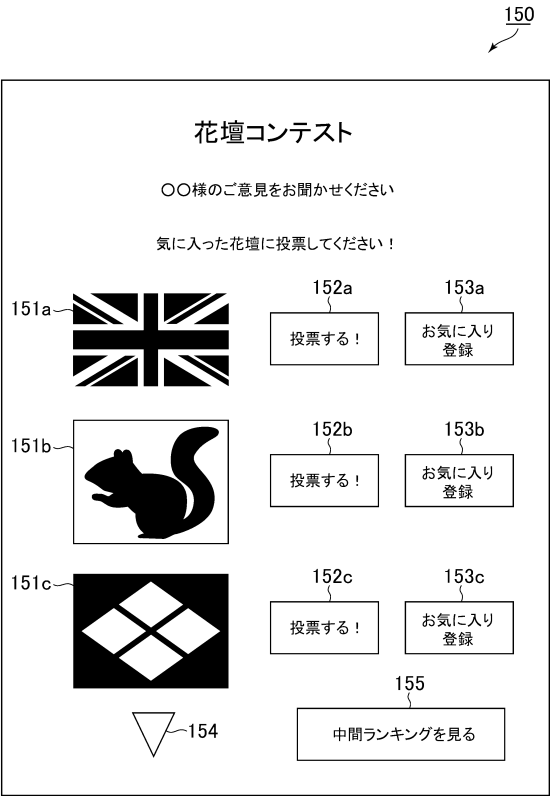 150
花壇コンテスト
〇〇様のご意見をお聞かせください
気に入った花壇に投票してください！
151a
152a
153a
投票する！
お気に入り
登録
151b
152b
153b
投票する！
お気に入り
登録
151c
152c
153c
投票する！
お気に入り
登録
154
155
中間ランキングを見る